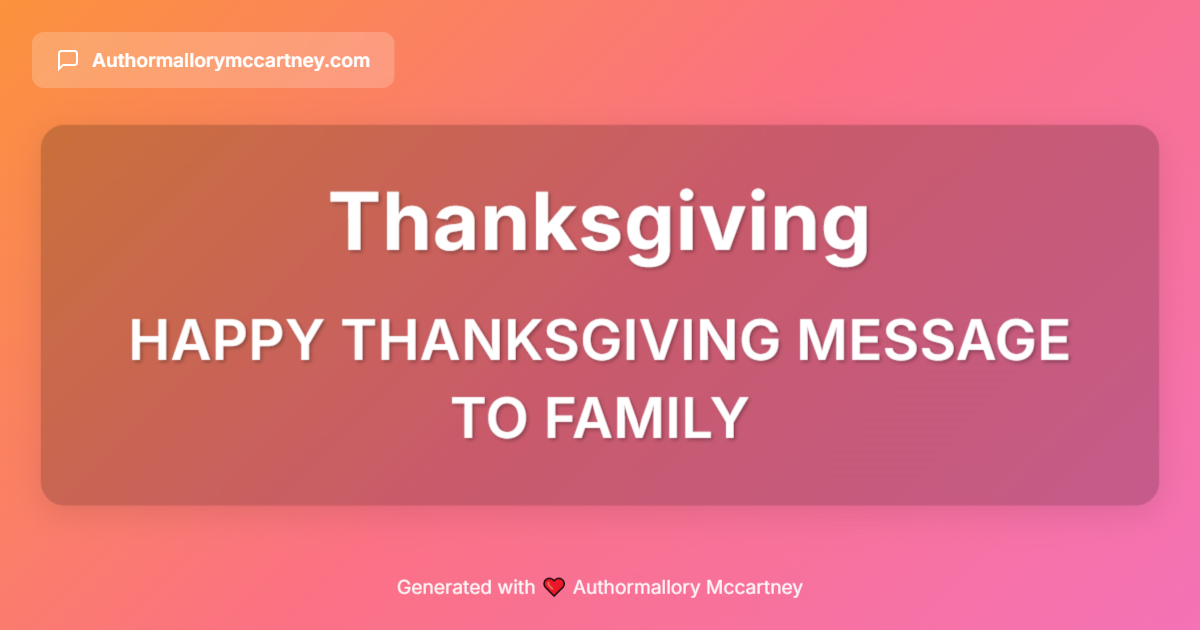 Authormallorymccartney.com
Thanksgiving
HAPPY THANKSGIVING MESSAGE
TO FAMILY
Generated with ❤️ Authormallory Mccartney